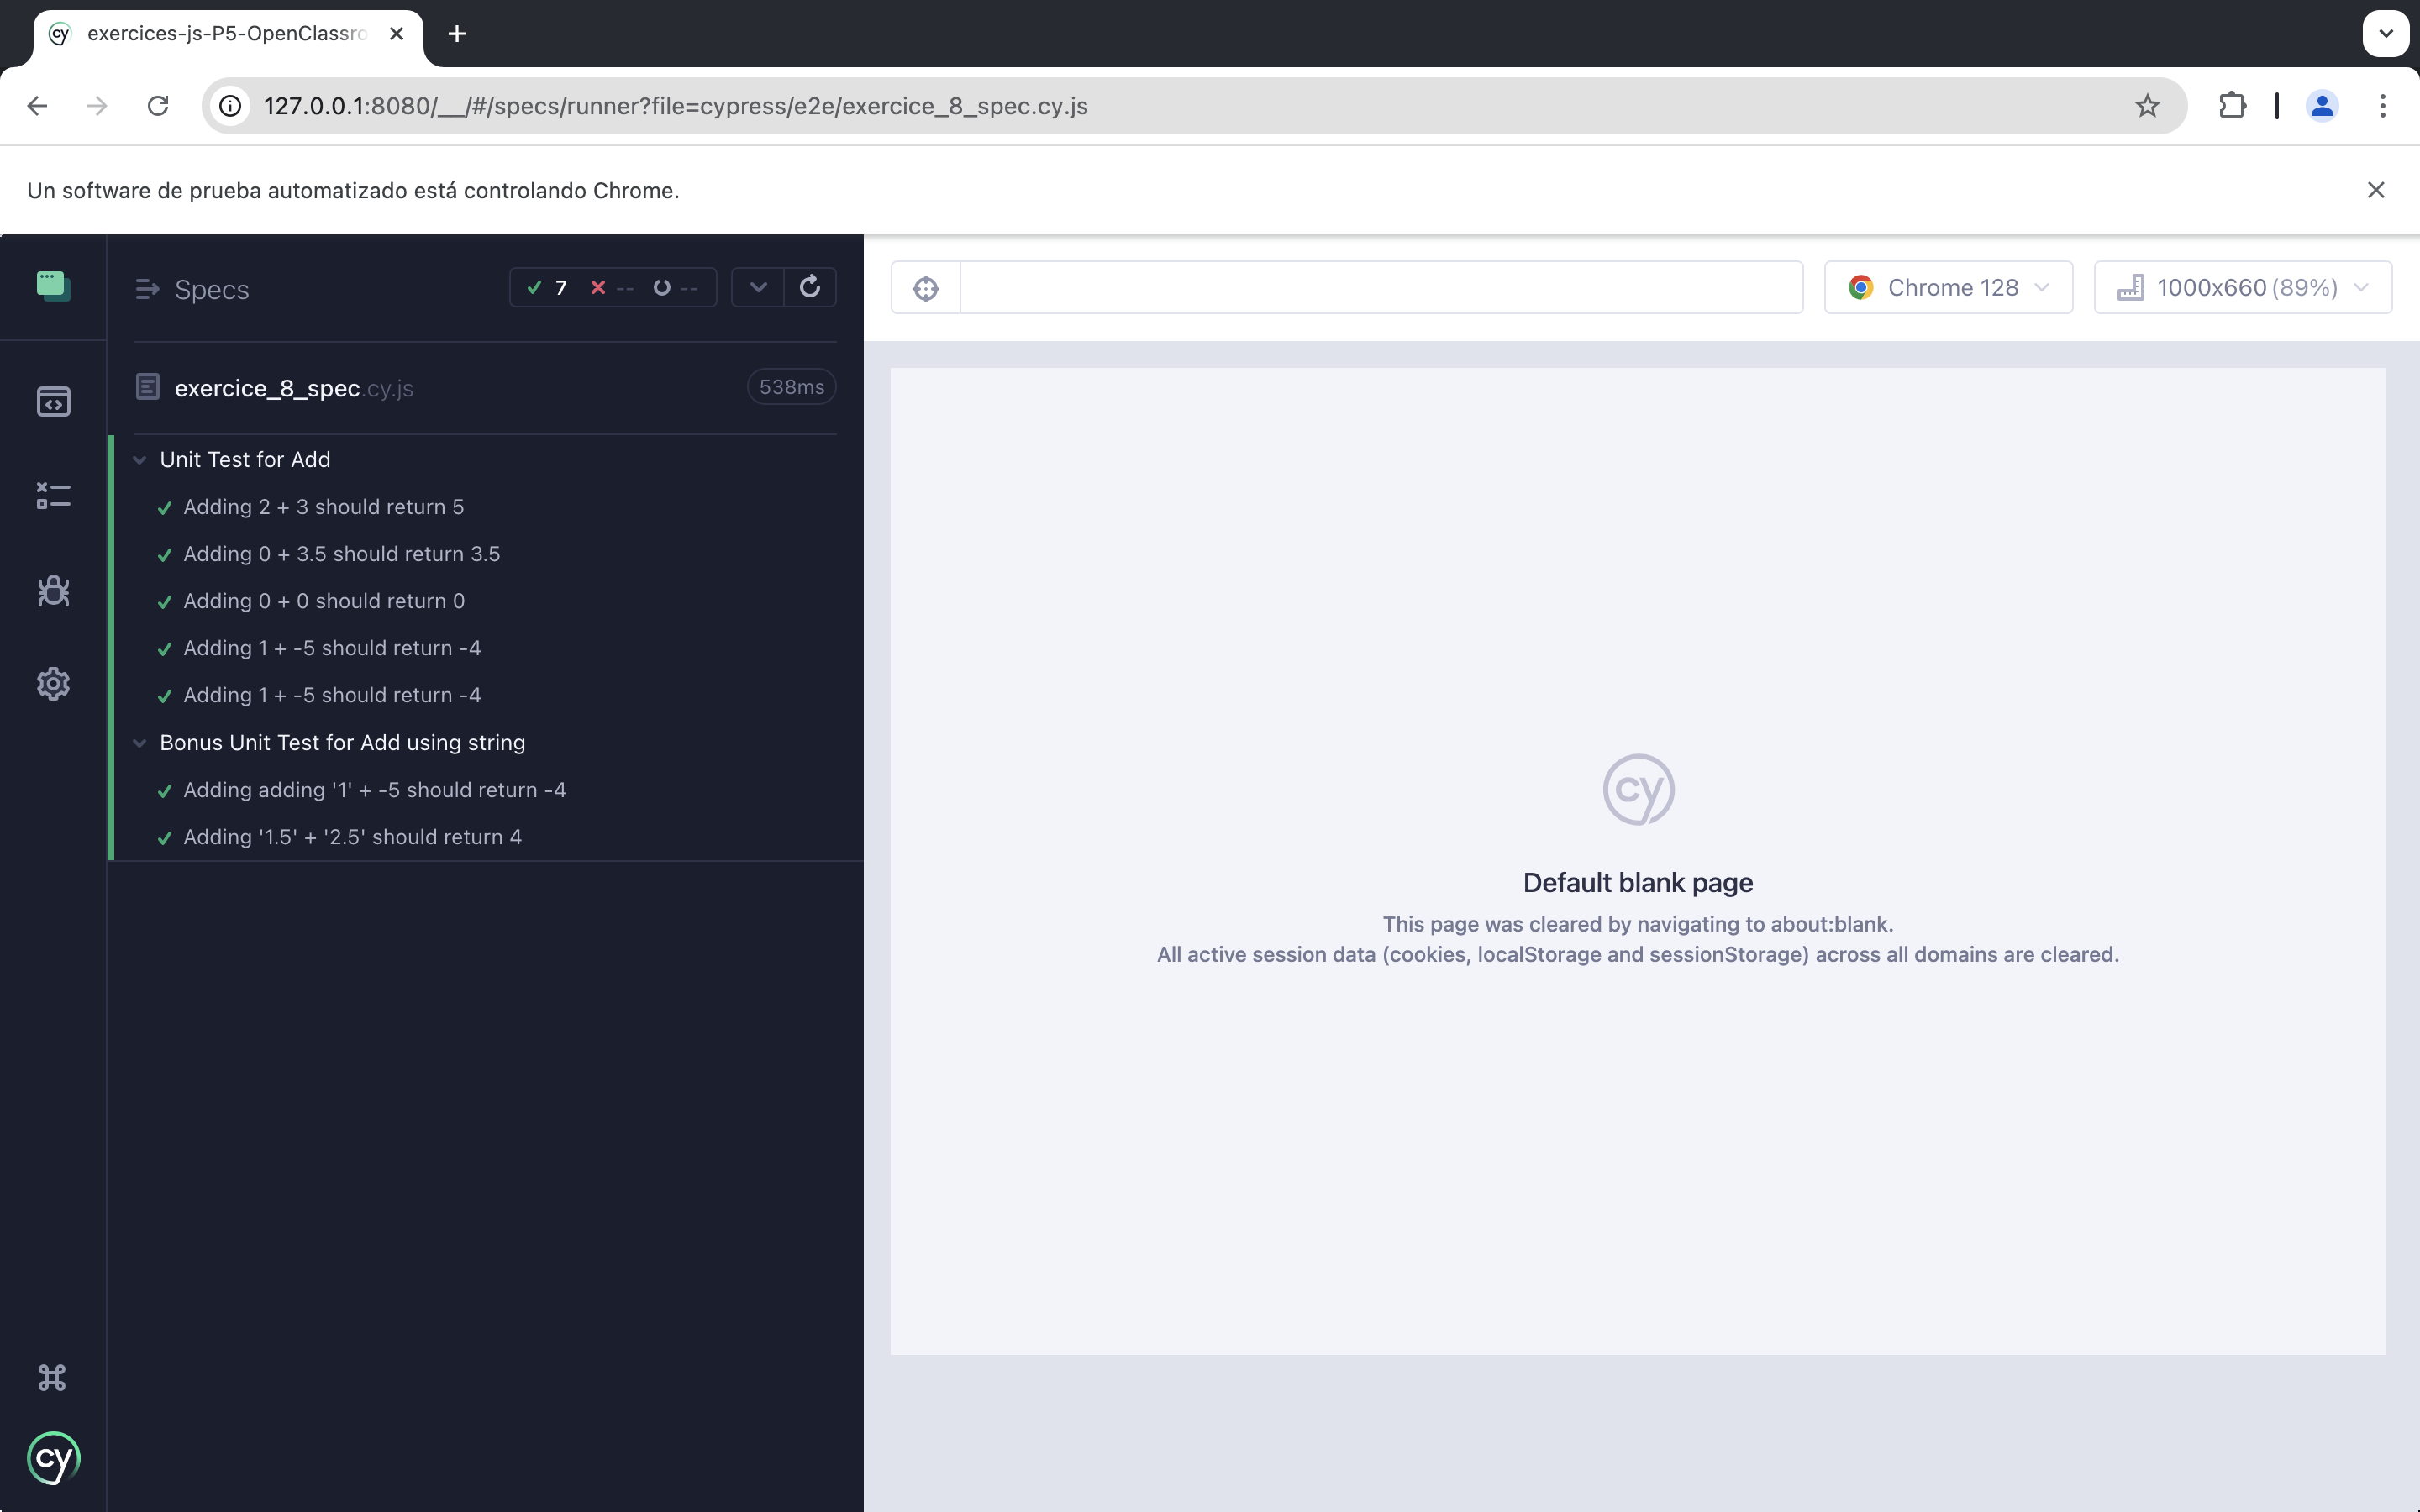 exercices-js-P5-OpenClassro
127.0.0.1:8080/__/#/specs/runner?file=cypress/e2e/exercice_8_spec.cy.js
Un software de prueba automatizado está controlando Chrome.
Specs
7 -- --
Chrome 128
1000x660 (89%)
exercice_8_spec.cy.js
538ms
Unit Test for Add
Adding 2 + 3 should return 5
Adding 0 + 3.5 should return 3.5
Adding 0 + 0 should return 0
Adding 1 + -5 should return -4
Adding 1 + -5 should return -4
Bonus Unit Test for Add using string
Adding adding '1' + -5 should return -4
Adding '1.5' + '2.5' should return 4
cy
Default blank page
This page was cleared by navigating to about:blank.
All active session data (cookies, localStorage and sessionStorage) across all domains are cleared.
cy